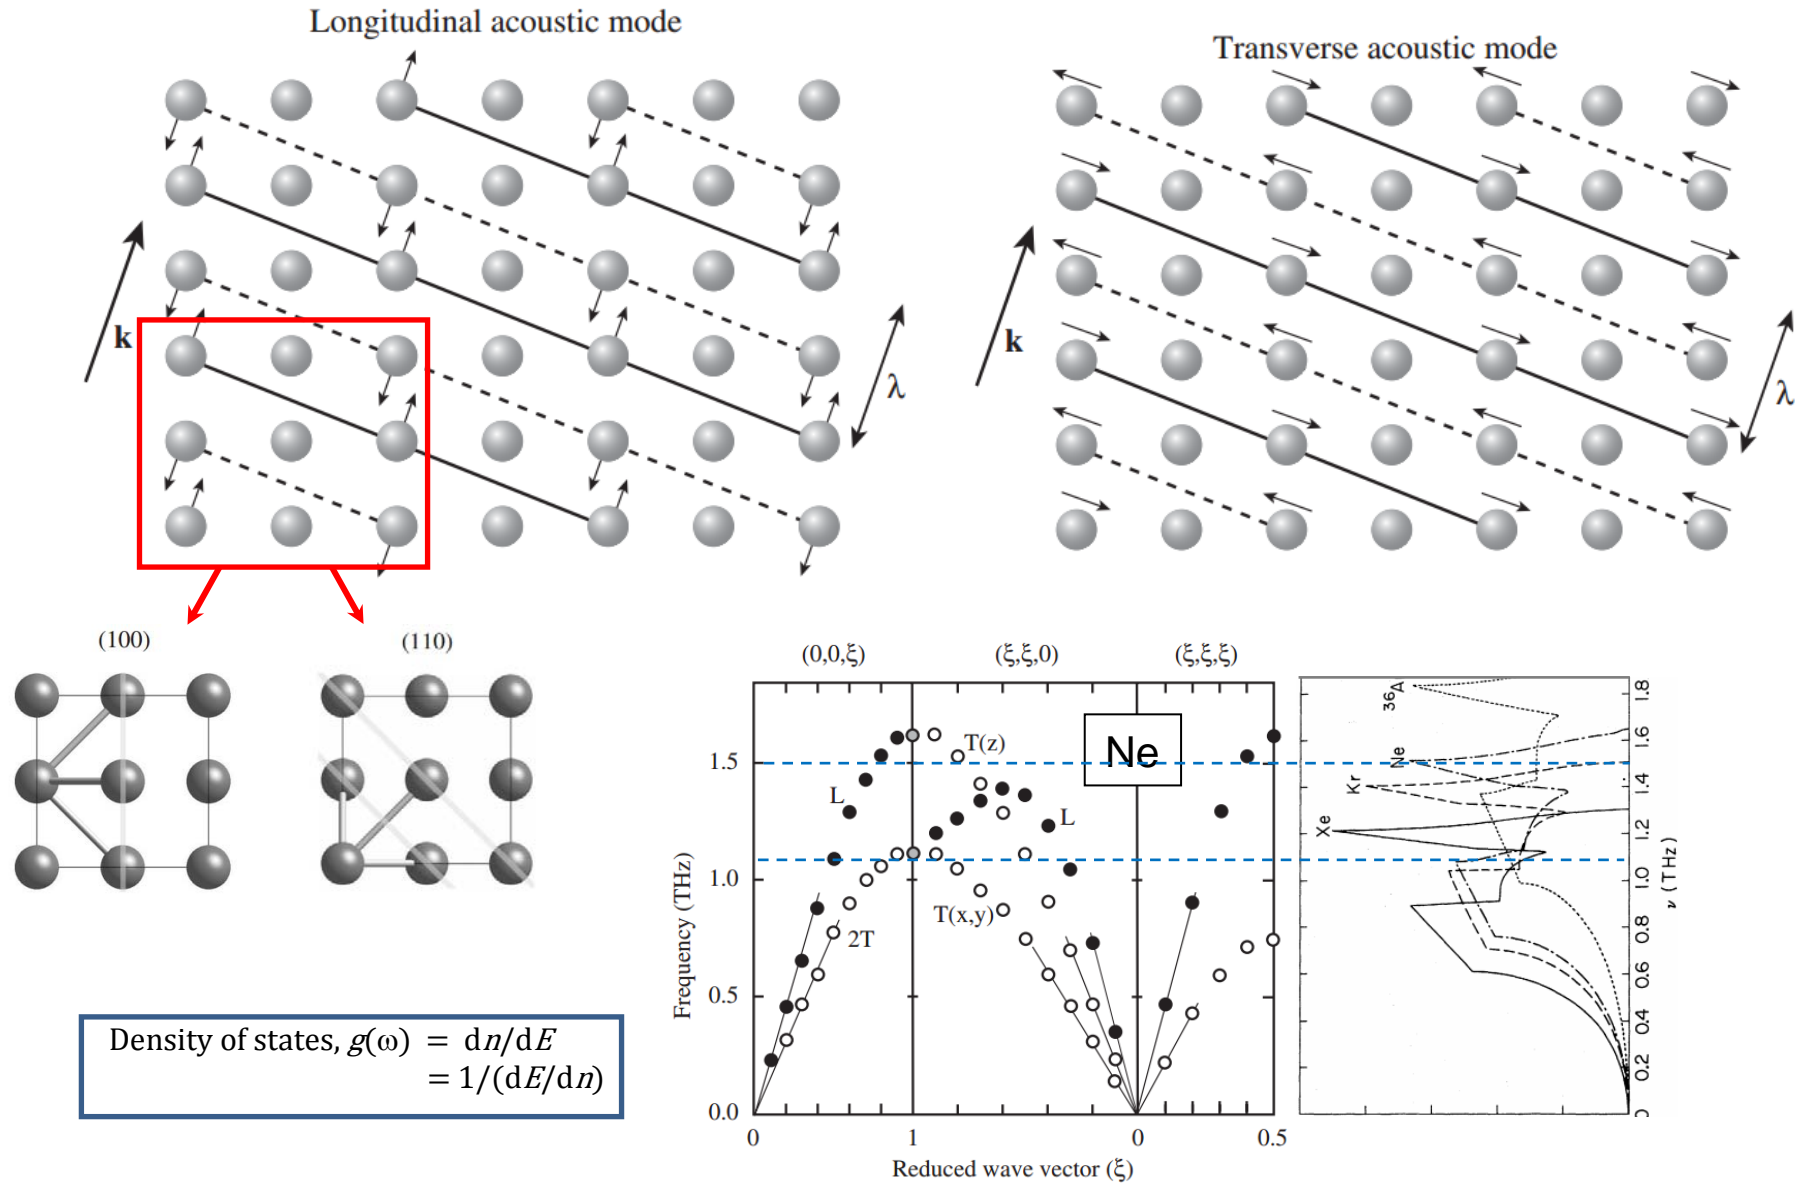 Longitudinal acoustic mode
Transverse acoustic mode
k
λ
k
λ
(100)
(110)
Density of states, g(ω) = dn/dE
= 1/(dE/dn)
(0,0,ξ)
(ξ,ξ,0)
(ξ,ξ,ξ)
Ne
T(z)
L
L
T(x,y)
2T
1.5
1.0
0.5
0.0
Frequency (THz)
0
1
0
0.5
Reduced wave vector (ξ)
36A
Ne
Kr
Xe
1.8
1.6
1.4
1.2
1.0
0.8
0.6
0.4
0.2
0
ν (THz)